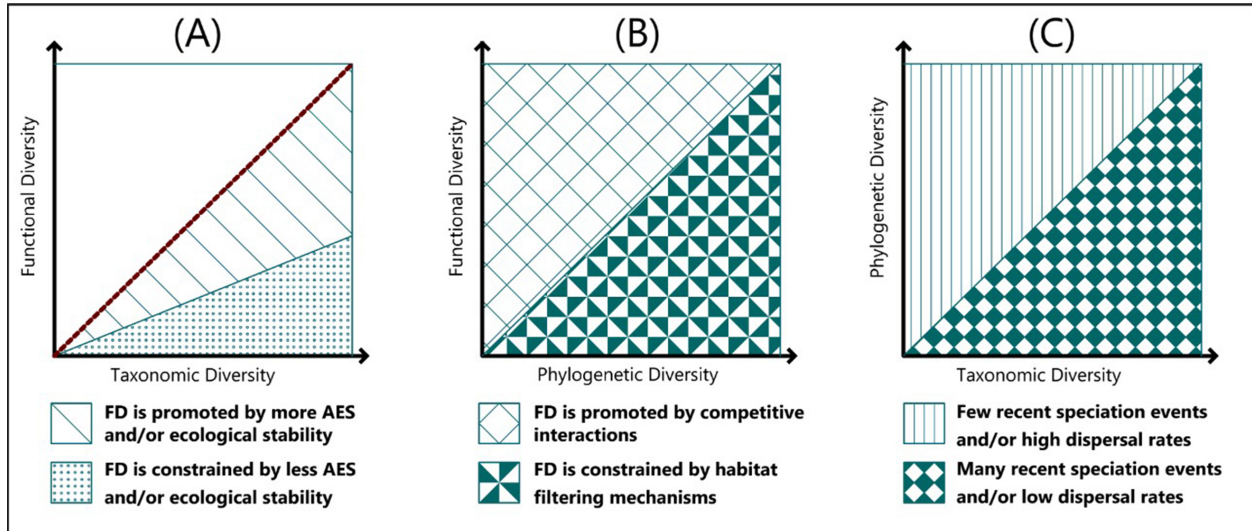 (A)
Functional Diversity
Taxonomic Diversity
FD is promoted by more AES
and/or ecological stability
FD is constrained by less AES
and/or ecological stability
(B)
Functional Diversity
Phylogenetic Diversity
FD is promoted by competitive
interactions
FD is constrained by habitat
filtering mechanisms
(C)
Phylogenetic Diversity
Taxonomic Diversity
Few recent speciation events
and/or high dispersal rates
Many recent speciation events
and/or low dispersal rates